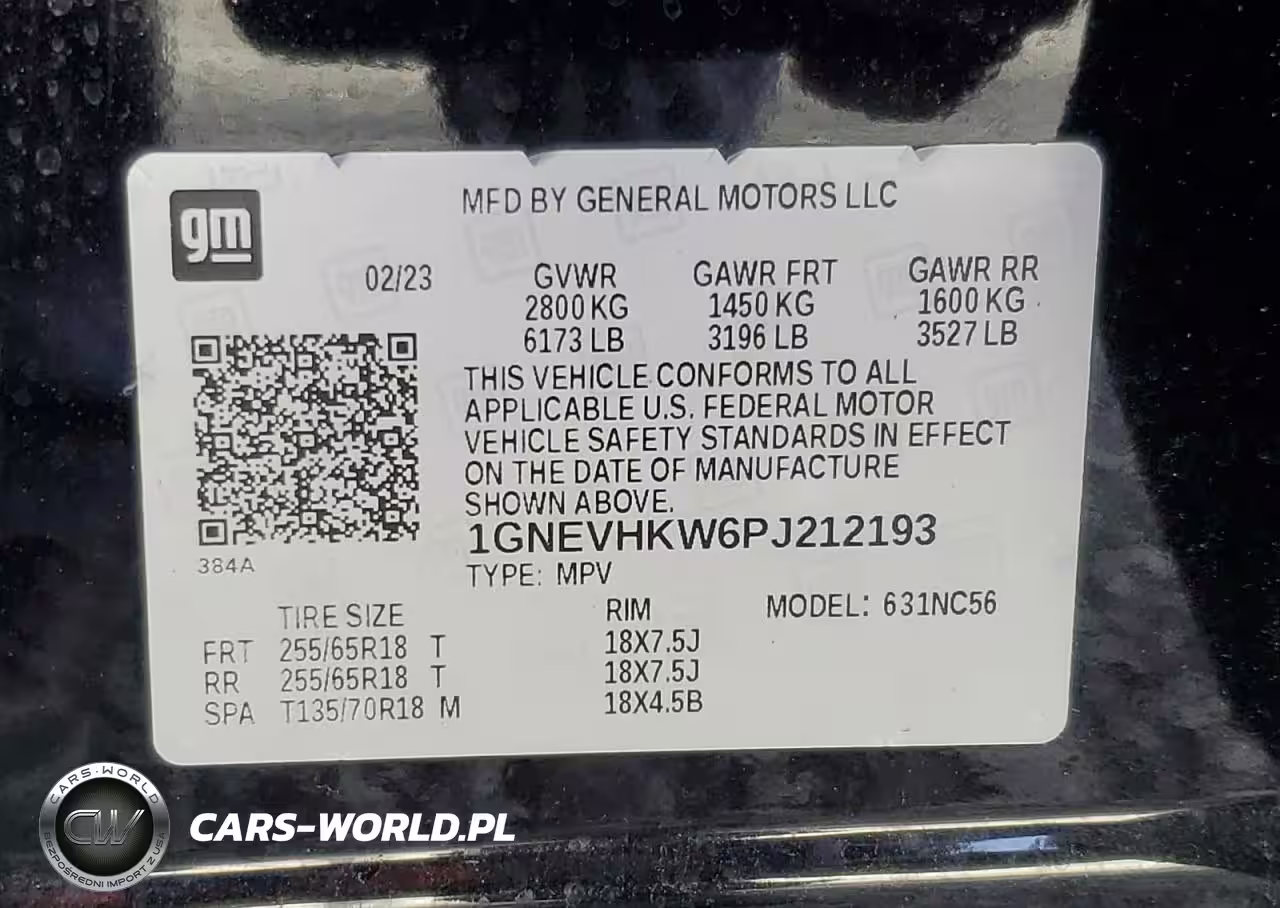 gm
MFD BY GENERAL MOTORS LLC
02/23 GVWR GAWR FRT GAWR RR
2800 KG 1450 KG 1600 KG
6173 LB 3196 LB 3527 LB
THIS VEHICLE CONFORMS TO ALL
APPLICABLE U.S. FEDERAL MOTOR
VEHICLE SAFETY STANDARDS IN EFFECT
ON THE DATE OF MANUFACTURE
SHOWN ABOVE.
1GNEVHKW6PJ212193
384A
TYPE: MPV
TIRE SIZE RIM MODEL: 631NC56
FRT 255/65R18 T 18X7.5J
RR 255/65R18 T 18X7.5J
SPA T135/70R18 M 18X4.5B
CARS-WORLD
CW
BEZPOŚREDNI IMPORT Z USA
CARS-WORLD.PL